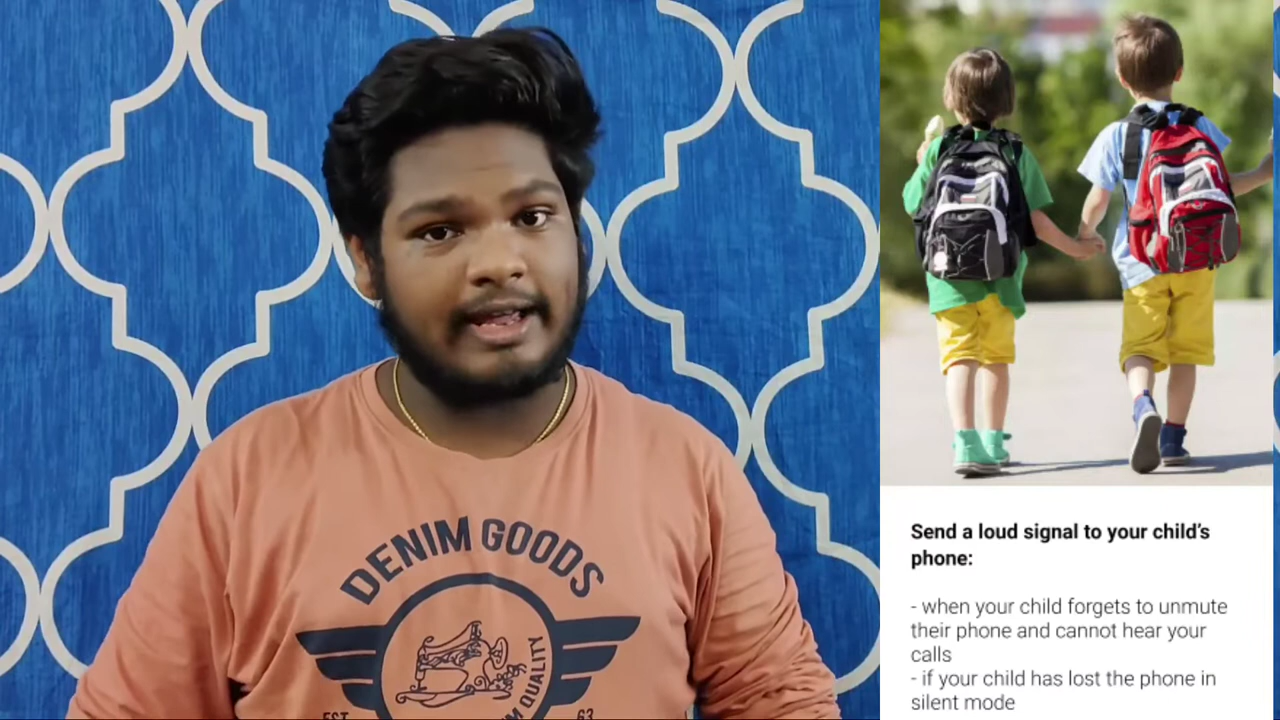 DENIM GOODS
EST
63
M QUALITY
Send a loud signal to your child's
phone:
- when your child forgets to unmute
their phone and cannot hear your
calls
- if your child has lost the phone in
silent mode